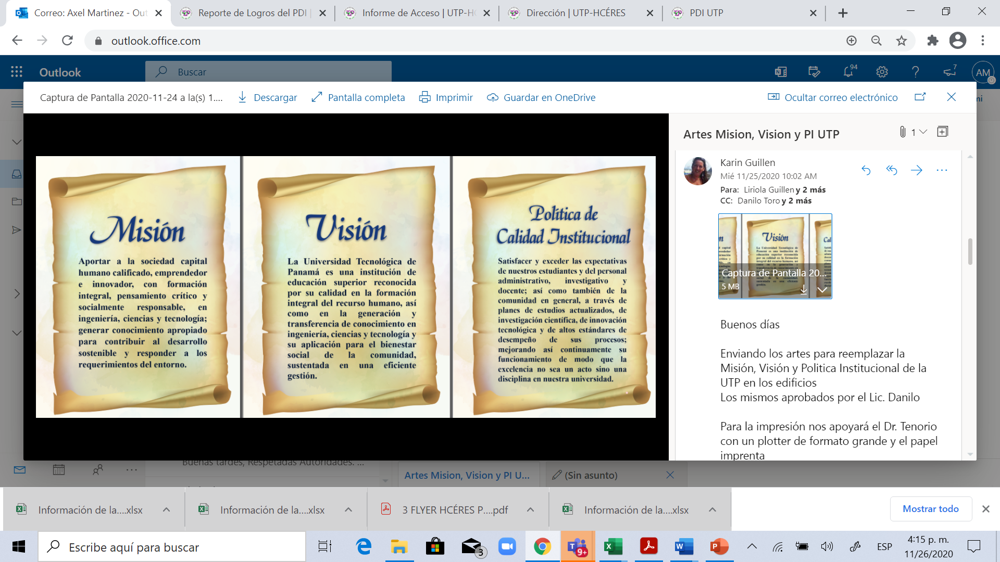 Correo: Axel Martinez - Out
Reporte de Logros del PDI |
Informe de Acceso | UTP-HC
Dirección | UTP-HCÉRES
PDI UTP
outlook.office.com
Outlook
Buscar
94
7
AM
Captura de Pantalla 2020-11-24 a la(s) 1....
Descargar
Pantalla completa
Imprimir
Guardar en OneDrive
Ocultar correo electrónico
ni
Misión
Aportar a la sociedad capital
humano calificado, emprendedor
e innovador, con formación
integral, pensamiento crítico y
socialmente responsable, en
ingeniería, ciencias y tecnología;
generar conocimiento apropiado
para contribuir al desarrollo
sostenible y responder a los
requerimientos del entorno.
Visión
La Universidad Tecnológica de
Panamá es una institución de
educación superior reconocida
por su calidad en la formación
integral del recurso humano, así
como en la generación y
transferencia de conocimiento en
ingeniería, ciencias y tecnología y
su aplicación para el bienestar
social de la comunidad,
sustentada en una eficiente
gestión.
Política de
Calidad Institucional
Satisfacer y exceder las expectativas
de nuestros estudiantes y del personal
administrativo, investigativo y
docente; así como también de la
comunidad en general, a través de
planes de estudios actualizados, de
investigación científica, de innovación
tecnológica y de altos estándares de
desempeño de sus procesos;
mejorando así continuamente su
funcionamiento de modo que la
excelencia no sea un acto sino una
disciplina en nuestra universidad.
Artes Mision, Vision y PI UTP
1
Karin Guillen
Mié 11/25/2020 10:02 AM
Para: Liriola Guillen y 2 más
CC: Danilo Toro y 2 más
Visión
Captura de Pantalla 20...
5 MB
Buenos días
Enviando los artes para reemplazar la
Misión, Visión y Politica Institucional de la
UTP en los edificios
Los mismos aprobados por el Lic. Danilo
Para la impresión nos apoyará el Dr. Tenorio
con un plotter de formato grande y el papel
imprenta
Buenas tardes, Respetadas Autoridades. ...
Artes Mision, Vision y PI U...
(Sin asunto)
Información de la....xlsx
Información de la....xlsx
3 FLYER HCÉRES P....pdf
Información de la....xlsx
Mostrar todo
Escribe aquí para buscar
3
9+
ESP
4:15 p. m.
11/26/2020